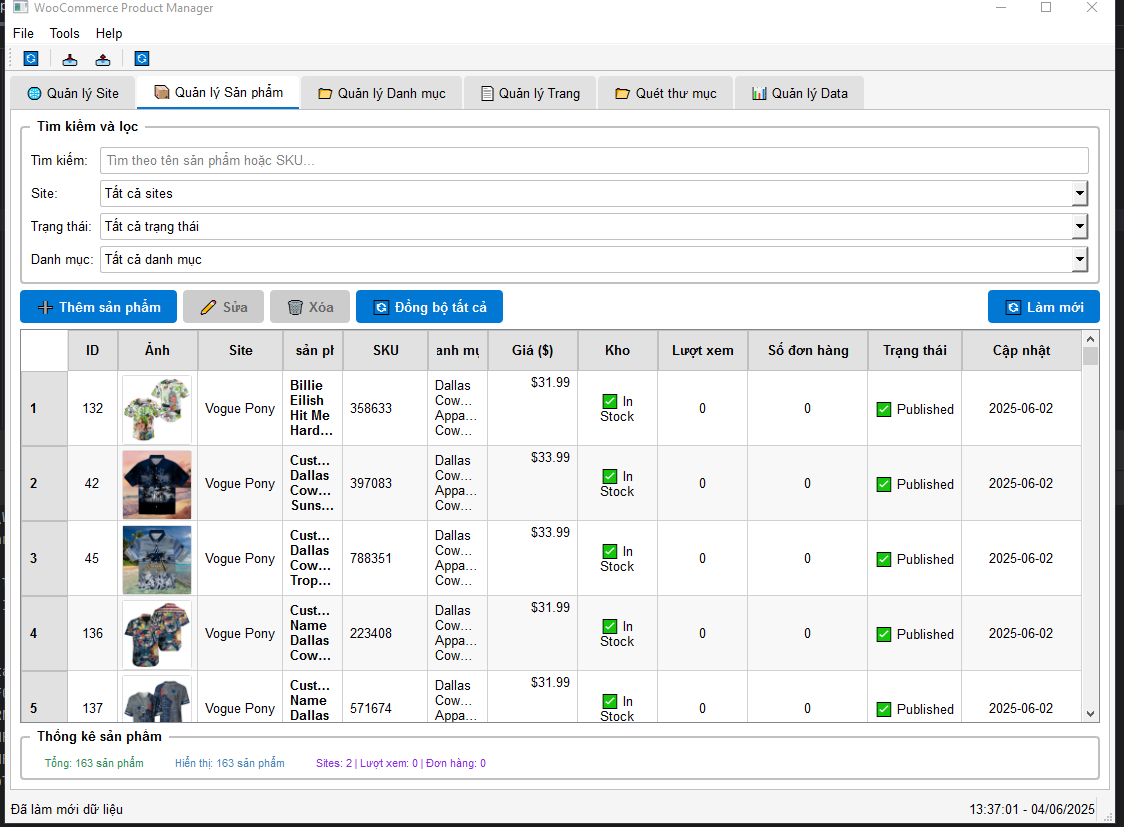 WooCommerce Product Manager
File Tools Help
Quản lý Site Quản lý Sản phẩm Quản lý Danh mục Quản lý Trang Quét thư mục Quản lý Data
Tìm kiếm và lọc
Tìm kiếm: Tìm theo tên sản phẩm hoặc SKU...
Site: Tất cả sites
Trạng thái: Tất cả trạng thái
Danh mục: Tất cả danh mục
Thêm sản phẩm Sửa Xóa Đồng bộ tất cả Làm mới
ID Ảnh Site sản ph SKU anh mụ Giá ($) Kho Lượt xem Số đơn hàng Trạng thái Cập nhật
1 132 Vogue Pony Billie Eilish Hit Me Hard... 358633 Dallas Cow... Appa... Cow... $31.99 In Stock 0 0 Published 2025-06-02
2 42 Vogue Pony Cust... Dallas Cow... Suns... 397083 Dallas Cow... Appa... Cow... $33.99 In Stock 0 0 Published 2025-06-02
3 45 Vogue Pony Cust... Dallas Cow... Trop... 788351 Dallas Cow... Appa... Cow... $33.99 In Stock 0 0 Published 2025-06-02
4 136 Vogue Pony Cust... Name Dallas Cow... 223408 Dallas Cow... Appa... Cow... $31.99 In Stock 0 0 Published 2025-06-02
5 137 Vogue Pony Cust... Name Dallas 571674 Dallas Cow... Appa... $31.99 In Stock 0 0 Published 2025-06-02
Thống kê sản phẩm
Tổng: 163 sản phẩm Hiển thị: 163 sản phẩm Sites: 2 | Lượt xem: 0 | Đơn hàng: 0
Đã làm mới dữ liệu 13:37:01 - 04/06/2025